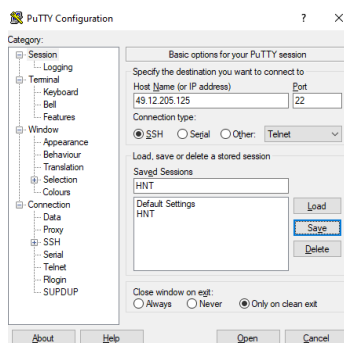 PuTTY Configuration ? ×
Category:
Session
Logging
Terminal
Keyboard
Bell
Features
Window
Appearance
Behaviour
Translation
Selection
Colours
Connection
Data
Proxy
SSH
Serial
Telnet
Rlogin
SUPDUP
Basic options for your PuTTY session
Specify the destination you want to connect to
Host Name (or IP address) Port
49.12.205.125 22
Connection type:
SSH Serial Other: Telnet
Load, save or delete a stored session
Saved Sessions
HNT
Default Settings
HNT
Load
Save
Delete
Close window on exit:
Always Never Only on clean exit
About Help Open Cancel